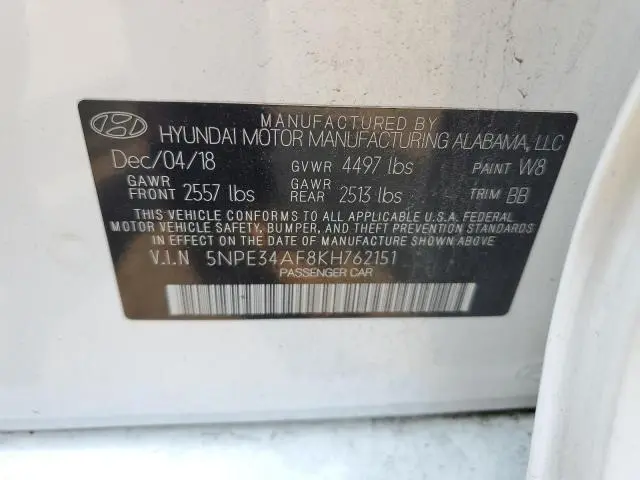 MANUFACTURED BY
HYUNDAI MOTOR MANUFACTURING ALABAMA, LLC
Dec/04/18 GVWR 4497 lbs PAINT W8
GAWR FRONT 2557 lbs GAWR REAR 2513 lbs TRIM BB
THIS VEHICLE CONFORMS TO ALL APPLICABLE U.S.A. FEDERAL
MOTOR VEHICLE SAFETY, BUMPER, AND THEFT PREVENTION STANDARDS
IN EFFECT ON THE DATE OF MANUFACTURE SHOWN ABOVE.
V.I.N 5NPE34AF8KH762151
PASSENGER CAR